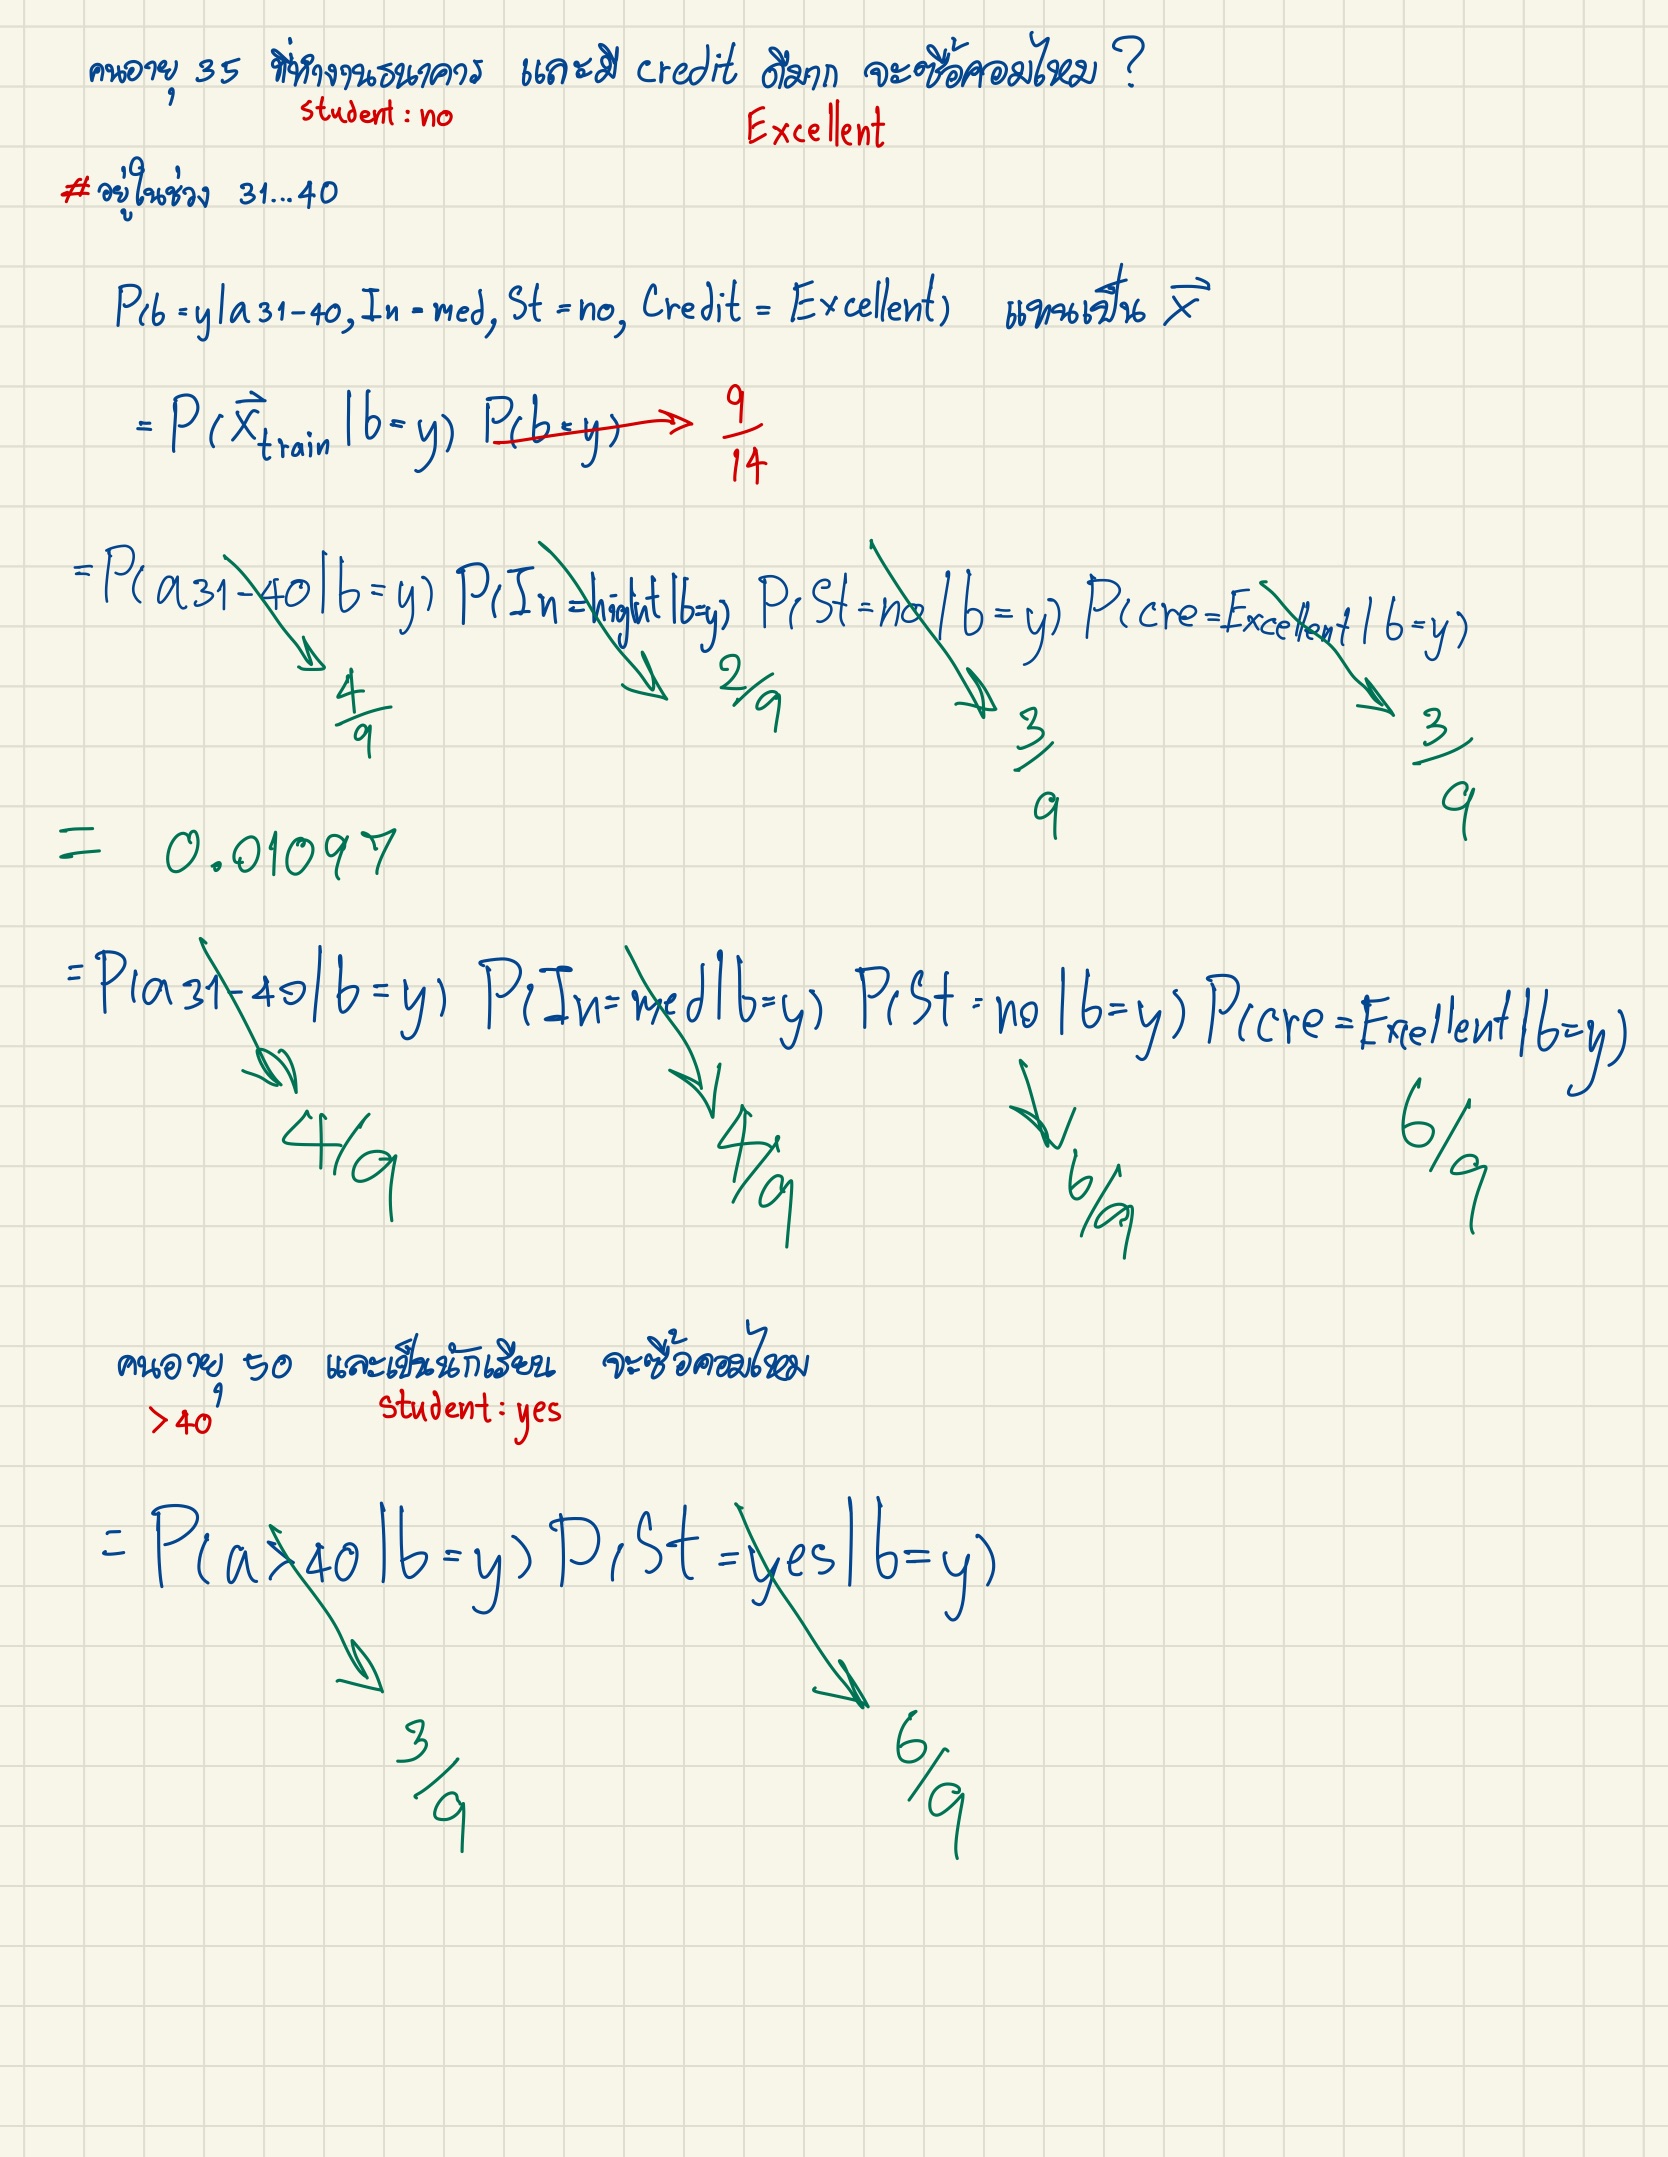 คนอายุ 35 ที่ทำงานธนาคาร และมี credit ดีมาก จะซื้อคอมไหม ?
student : no Excellent
# อยู่ในช่วง 31...40
P(b=y|a31-40, In=med, St=no, Credit = Excellent) แทนเป็น x⃗
= P(x⃗train |b=y) P(b=y) → 9/14
=P(a31-40|b=y) P(In=hight|b=y) P(St=no|b=y) P(cre=Excellent|b=y)
4/9 2/9 3/9 3/9
= 0.01097
=P(a31-40|b=y) P(In=med|b=y) P(St=no|b=y) P(cre=Exellent|b=y)
4/9 4/9 6/9 6/9
คนอายุ 50 และเป็นนักเรียน จะซื้อคอมไหม
>40 student: yes
= P(a>40|b=y) P(St=yes|b=y)
3/9 6/9